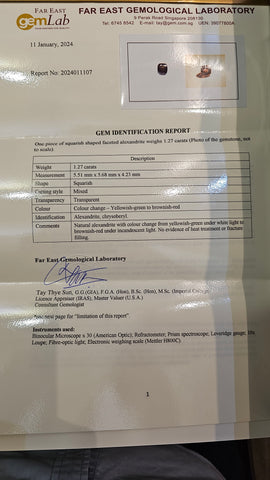 FAR EAST
gemLab
FAR EAST GEMOLOGICAL LABORATORY
9 Penang Road Singapore
Tel: 6745 8542 E-mail: tay@gem.com.sg UEN: 39077800A
11 January, 2024
Report No: 2024011107
GEM IDENTIFICATION REPORT
One piece of squarish shaped faceted alexandrite weighing 1.27 carats (Photo of the gemstone, not
to scale):
Description
Weight 1.27 carats
Measurement 5.51 mm x 5.68 mm x 4.23 mm
Shape Squarish
Cutting style Mixed
Transparency Transparent
Colour Colour change – Yellowish-green to brownish-red
Identification Alexandrite, chrysoberyl.
Comments Natural alexandrite with colour change from yellowish-green under white light to
brownish-red under incandescent light. No evidence of heat treatment or fracture
filling.
Far East Gemological Laboratory
Tay Thye Sun, G.G.(GIA), F.G.A. (Hon), B.Sc. (Hon), M.Sc. (Imperial College
Licence Appraiser (IRAS); Master Valuer (U.S.A.)
Consultant Gemologist
See next page for "limitation of this report"
Instruments used:
Binocular Microscope x 30 (American Optic); Refractometer; Prism spectroscope; Leveridge gauge; 10x
Loupe, Fibre-optic light; Electronic weighing scale (Mettler H800C).
1